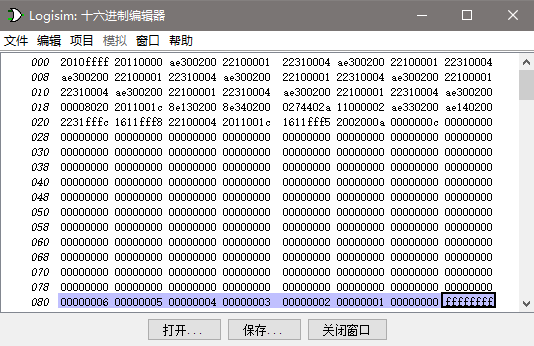 Logisim: 十六进制编辑器
文件 编辑 项目 模拟 窗口 帮助
000 2010ffff 20110000 ae300200 22100001 22310004 ae300200 22100001 22310004
008 ae300200 22100001 22310004 ae300200 22100001 22310004 ae300200 22100001
010 22310004 ae300200 22100001 22310004 ae300200 22100001 22310004 ae300200
018 00008020 2011001c 8e130200 8e340200 0274402a 11000002 ae330200 ae140200
020 2231fffc 1611fff8 22100004 2011001c 1611fff5 2002000a 0000000c 00000000
028 00000000 00000000 00000000 00000000 00000000 00000000 00000000 00000000
030 00000000 00000000 00000000 00000000 00000000 00000000 00000000 00000000
038 00000000 00000000 00000000 00000000 00000000 00000000 00000000 00000000
040 00000000 00000000 00000000 00000000 00000000 00000000 00000000 00000000
048 00000000 00000000 00000000 00000000 00000000 00000000 00000000 00000000
050 00000000 00000000 00000000 00000000 00000000 00000000 00000000 00000000
058 00000000 00000000 00000000 00000000 00000000 00000000 00000000 00000000
060 00000000 00000000 00000000 00000000 00000000 00000000 00000000 00000000
068 00000000 00000000 00000000 00000000 00000000 00000000 00000000 00000000
070 00000000 00000000 00000000 00000000 00000000 00000000 00000000 00000000
078 00000000 00000000 00000000 00000000 00000000 00000000 00000000 00000000
080 00000006 00000005 00000004 00000003 00000002 00000001 00000000 ffffffff
打开... 保存... 关闭窗口